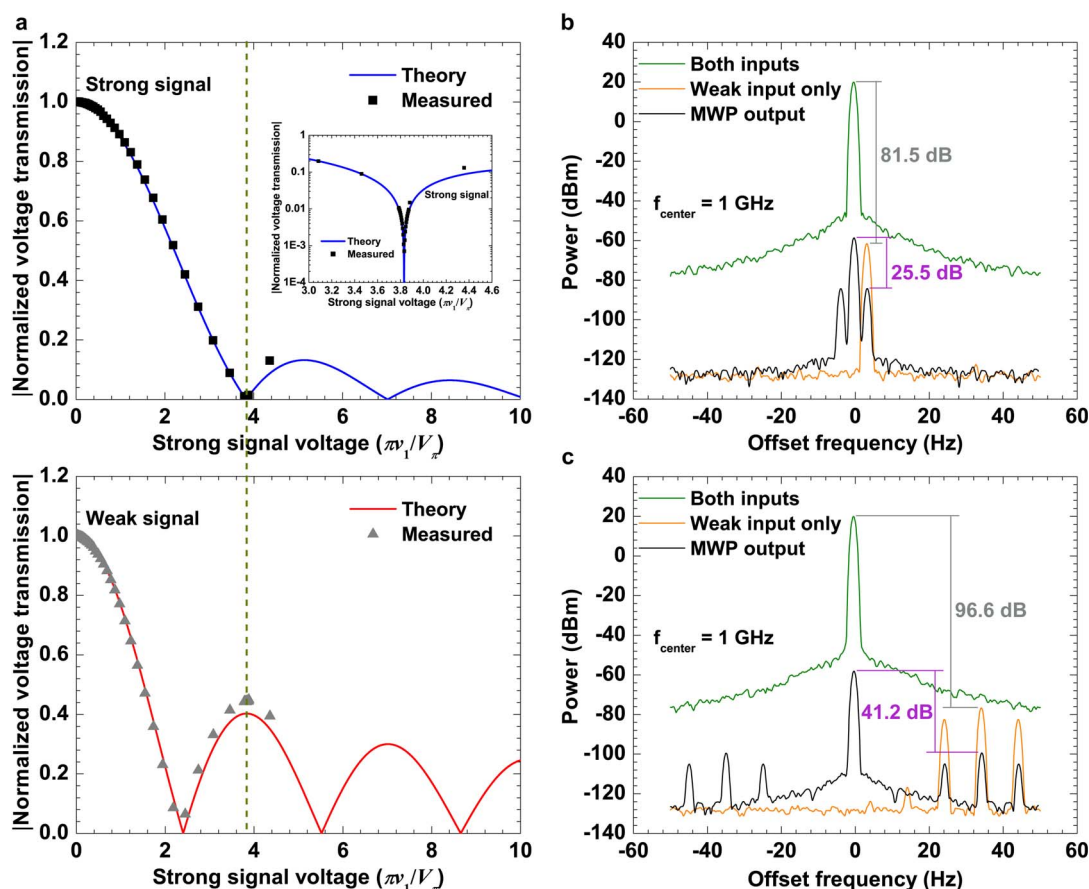 a
|Normalized voltage transmission|
1.2
1.0
0.8
0.6
0.4
0.2
0.0
Strong signal
Theory
Measured
0 2 4 6 8 10
Strong signal voltage (πv₁/Vπ)
|Normalized voltage transmission|
1
0.1
0.01
1E-3
1E-4
Strong signal
Theory
Measured
3.0 3.2 3.4 3.6 3.8 4.0 4.2 4.4 4.6
Strong signal voltage (πv₁/Vπ)
|Normalized voltage transmission|
1.2
1.0
0.8
0.6
0.4
0.2
0.0
Weak signal
Theory
Measured
0 2 4 6 8 10
Strong signal voltage (πv₁/Vπ)
b
Power (dBm)
40
20
0
-20
-40
-60
-80
-100
-120
-140
Both inputs
Weak input only
MWP output
81.5 dB
f_center = 1 GHz
25.5 dB
-60 -40 -20 0 20 40 60
Offset frequency (Hz)
c
Power (dBm)
40
20
0
-20
-40
-60
-80
-100
-120
-140
Both inputs
Weak input only
MWP output
96.6 dB
f_center = 1 GHz
41.2 dB
-60 -40 -20 0 20 40 60
Offset frequency (Hz)